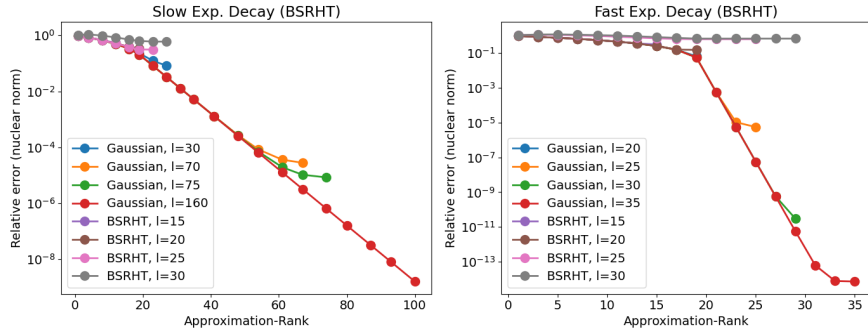 Slow Exp. Decay (BSRHT)
Relative error (nuclear norm)
10⁰
10⁻²
10⁻⁴
10⁻⁶
10⁻⁸
Gaussian, l=30
Gaussian, l=70
Gaussian, l=75
Gaussian, l=160
BSRHT, l=15
BSRHT, l=20
BSRHT, l=25
BSRHT, l=30
0 20 40 60 80 100
Approximation-Rank
Fast Exp. Decay (BSRHT)
Relative error (nuclear norm)
10⁻¹
10⁻³
10⁻⁵
10⁻⁷
10⁻⁹
10⁻¹¹
10⁻¹³
Gaussian, l=20
Gaussian, l=25
Gaussian, l=30
Gaussian, l=35
BSRHT, l=15
BSRHT, l=20
BSRHT, l=25
BSRHT, l=30
0 5 10 15 20 25 30 35
Approximation-Rank